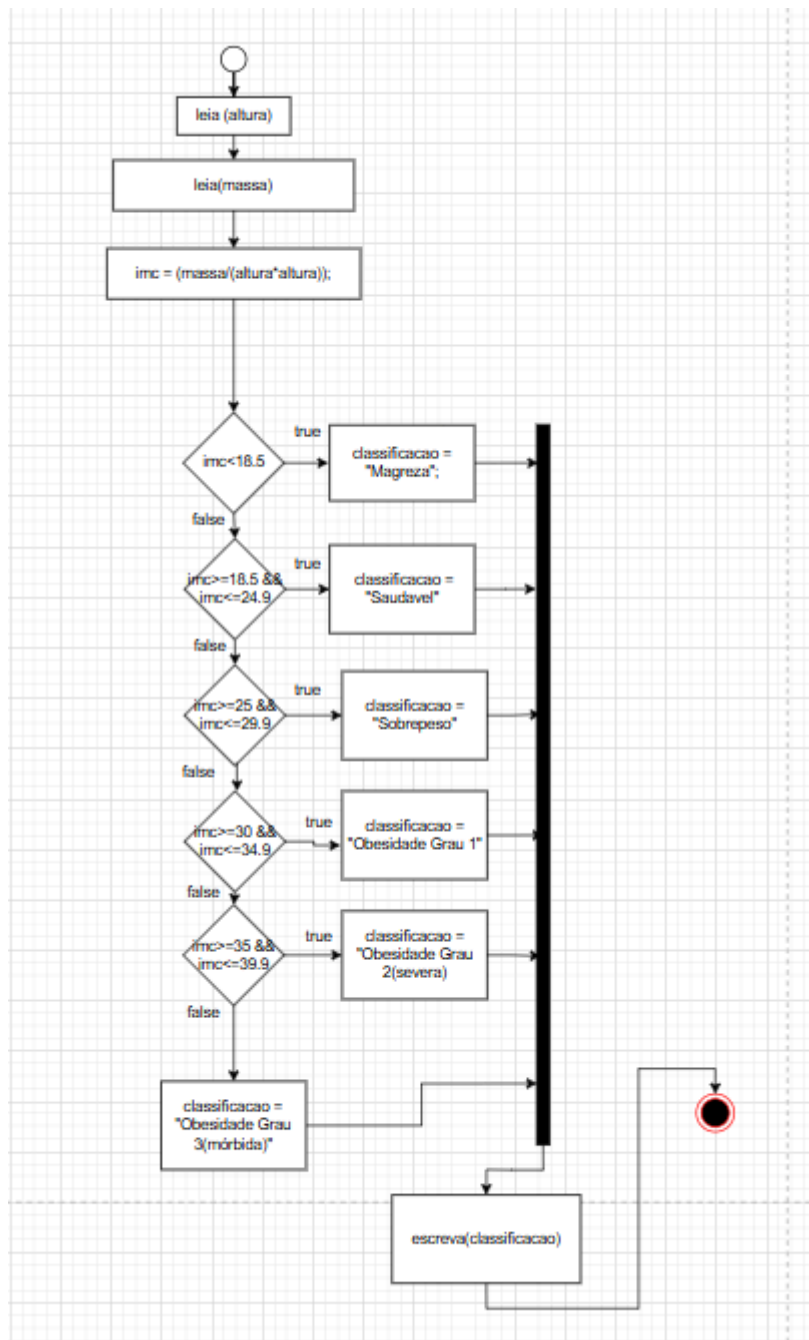 leia (altura)
leia(massa)
imc = (massa/(altura*altura));
imc<18.5
true
classificacao =
"Magreza";
false
imc>=18.5 &&
imc<=24.9
true
classificacao =
"Saudavel"
false
imc>=25 &&
imc<=29.9
true
classificacao =
"Sobrepeso"
false
imc>=30 &&
imc<=34.9
true
classificacao =
"Obesidade Grau 1"
false
imc>=35 &&
imc<=39.9
true
classificacao =
"Obesidade Grau
2(severa)
false
classificacao =
"Obesidade Grau
3(mórbida)"
escreva(classificacao)